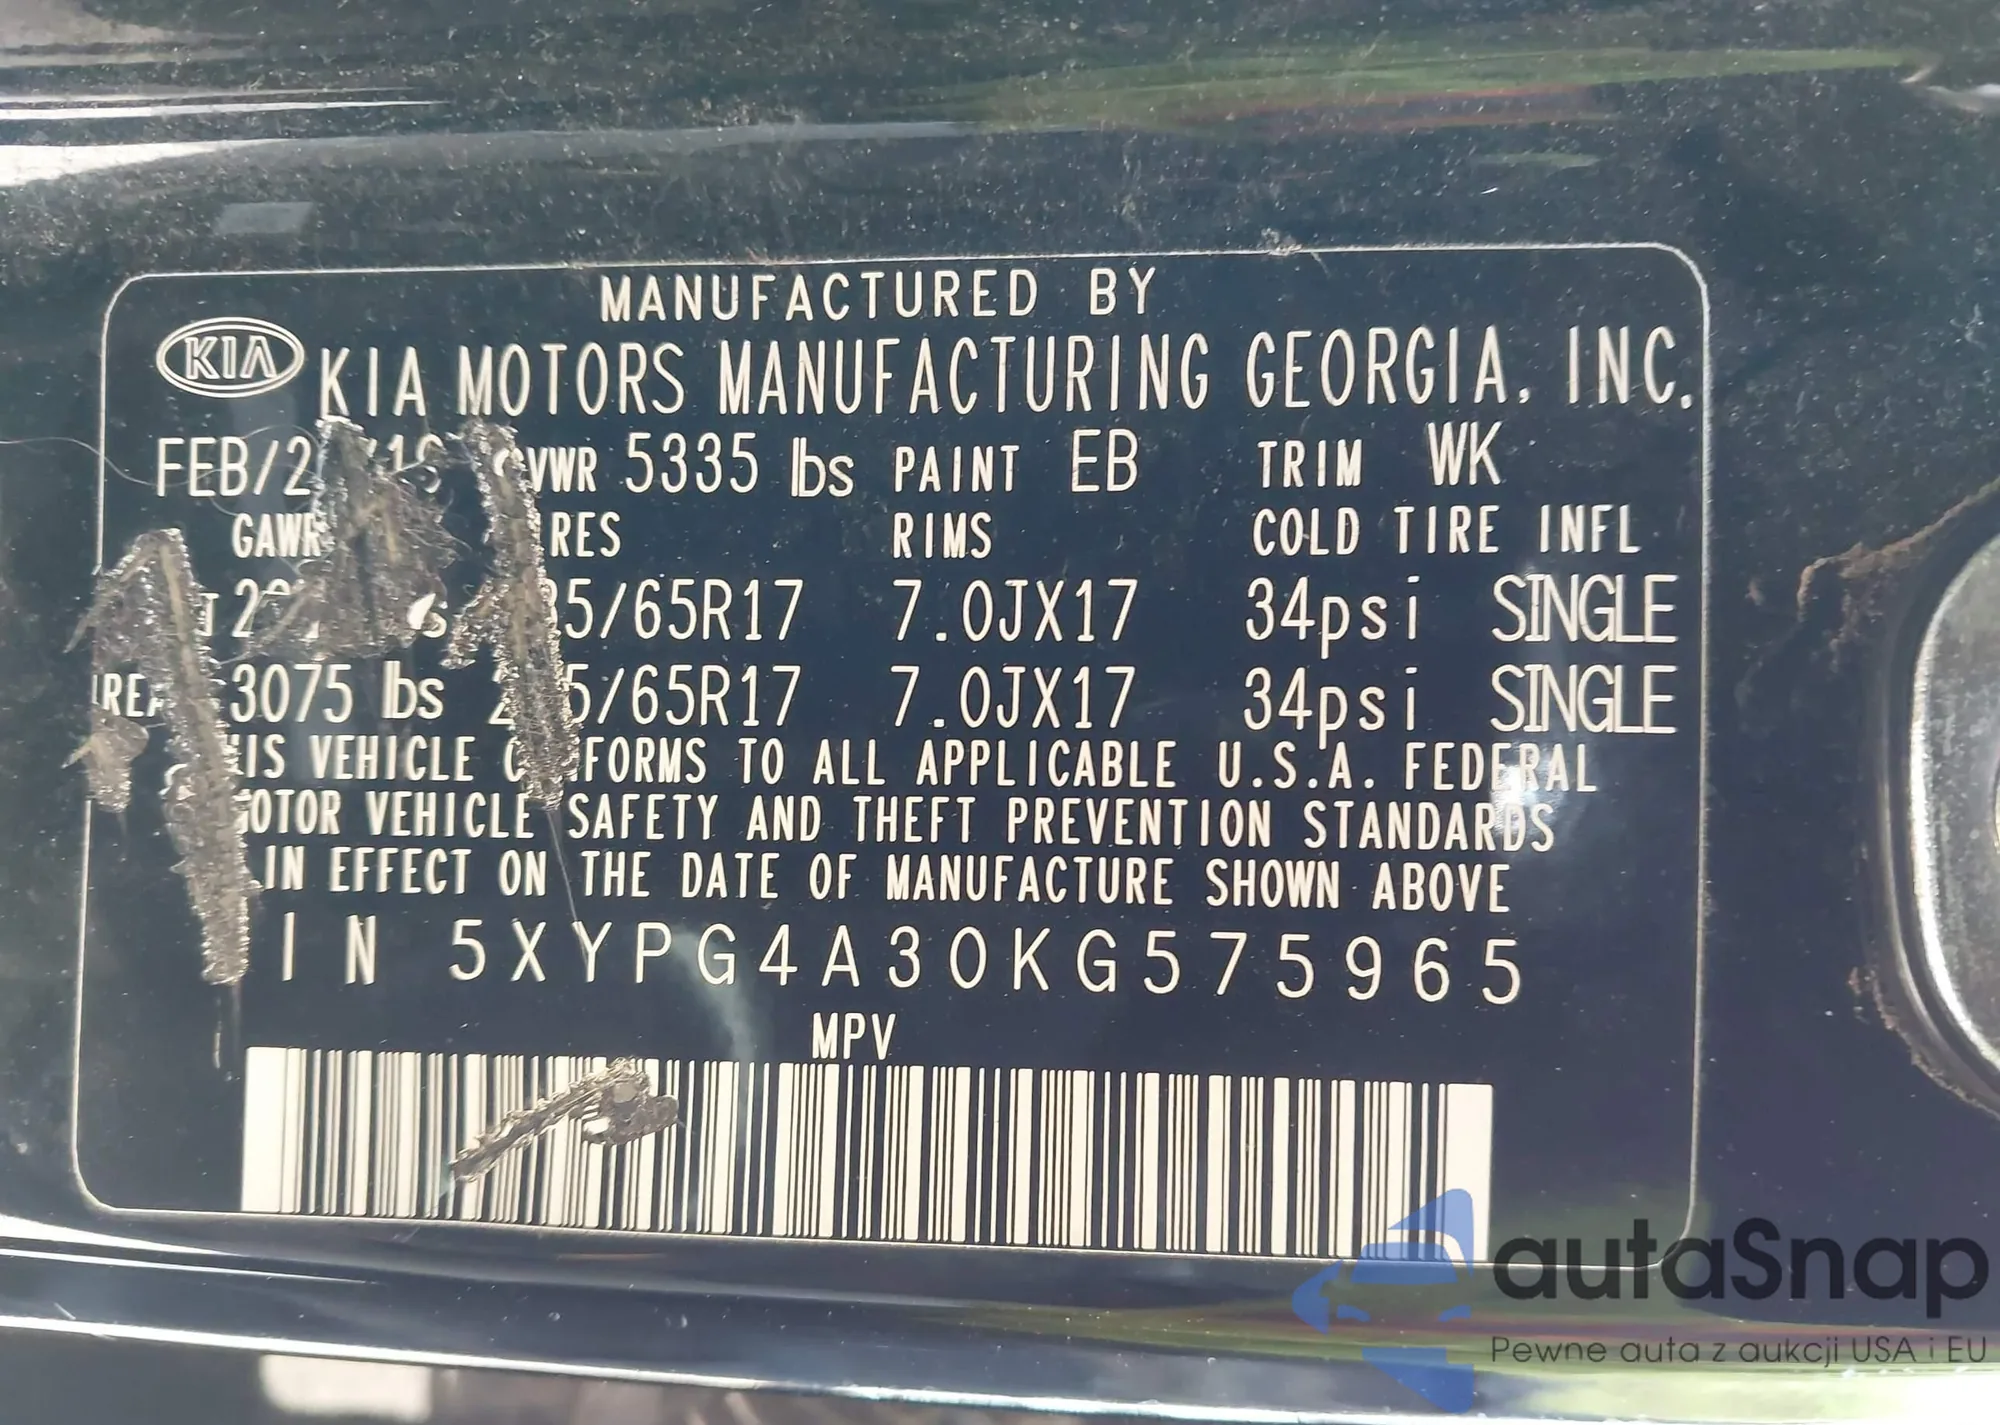 MANUFACTURED BY
KIA KIA MOTORS MANUFACTURING GEORGIA, INC.
5335 lbs PAINT EB TRIM WK
RIMS COLD TIRE INFL
/65R17 7.0JX17 34psi SINGLE
3075 lbs /65R17 7.0JX17 34psi SINGLE
VEHICLE TO ALL APPLICABLE U.S.A. FEDERAL
VEHICLE SAFETY AND THEFT PREVENTION STANDARDS
IN EFFECT ON THE DATE OF MANUFACTURE SHOWN ABOVE
5XYPG4A30KG575965
MPV
autaSnap
Pewne auta z aukcji USA i EU